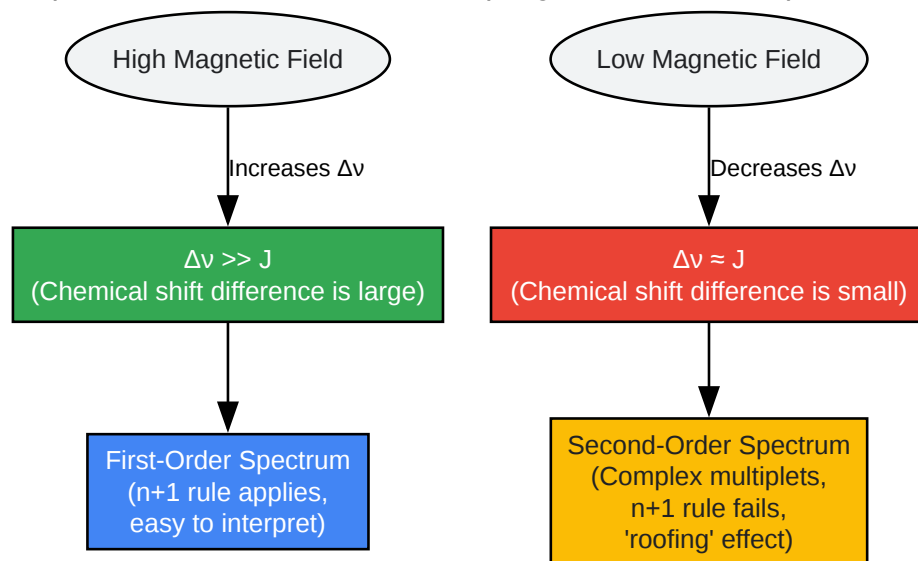 High Magnetic Field
Low Magnetic Field
Increases Δν
Decreases Δν
Δν >> J
(Chemical shift difference is large)
Δν ≈ J
(Chemical shift difference is small)
First-Order Spectrum
(n+1 rule applies,
easy to interpret)
Second-Order Spectrum
(Complex multiplets,
n+1 rule fails,
'roofing' effect)